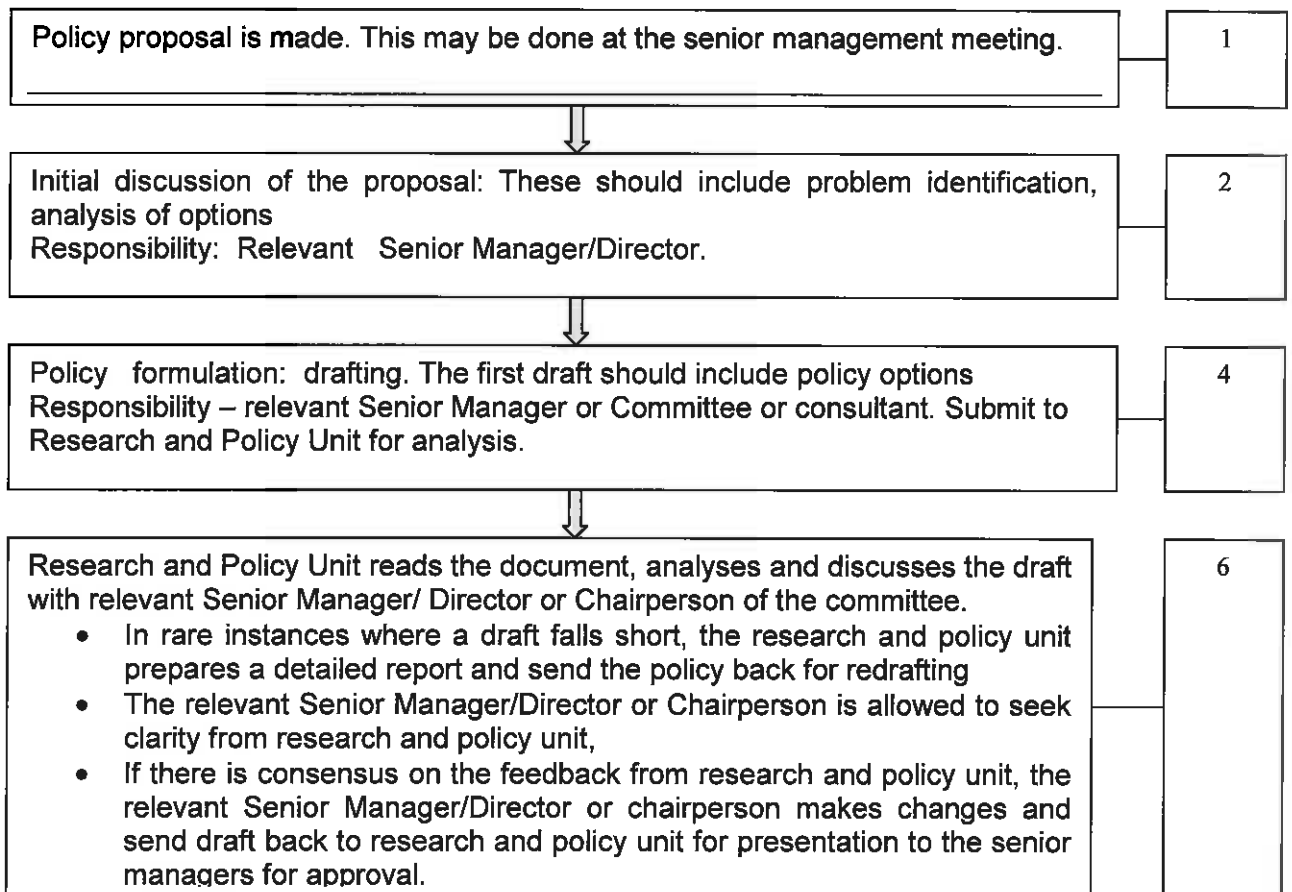 Policy proposal is made. This may be done at the senior management meeting.
1
Initial discussion of the proposal: These should include problem identification,
analysis of options
Responsibility: Relevant Senior Manager/Director.
2
Policy formulation: drafting. The first draft should include policy options
Responsibility – relevant Senior Manager or Committee or consultant. Submit to
Research and Policy Unit for analysis.
4
Research and Policy Unit reads the document, analyses and discusses the draft
with relevant Senior Manager/ Director or Chairperson of the committee.
• In rare instances where a draft falls short, the research and policy unit
prepares a detailed report and send the policy back for redrafting
• The relevant Senior Manager/Director or Chairperson is allowed to seek
clarity from research and policy unit,
• If there is consensus on the feedback from research and policy unit, the
relevant Senior Manager/Director or chairperson makes changes and
send draft back to research and policy unit for presentation to the senior
managers for approval.
6